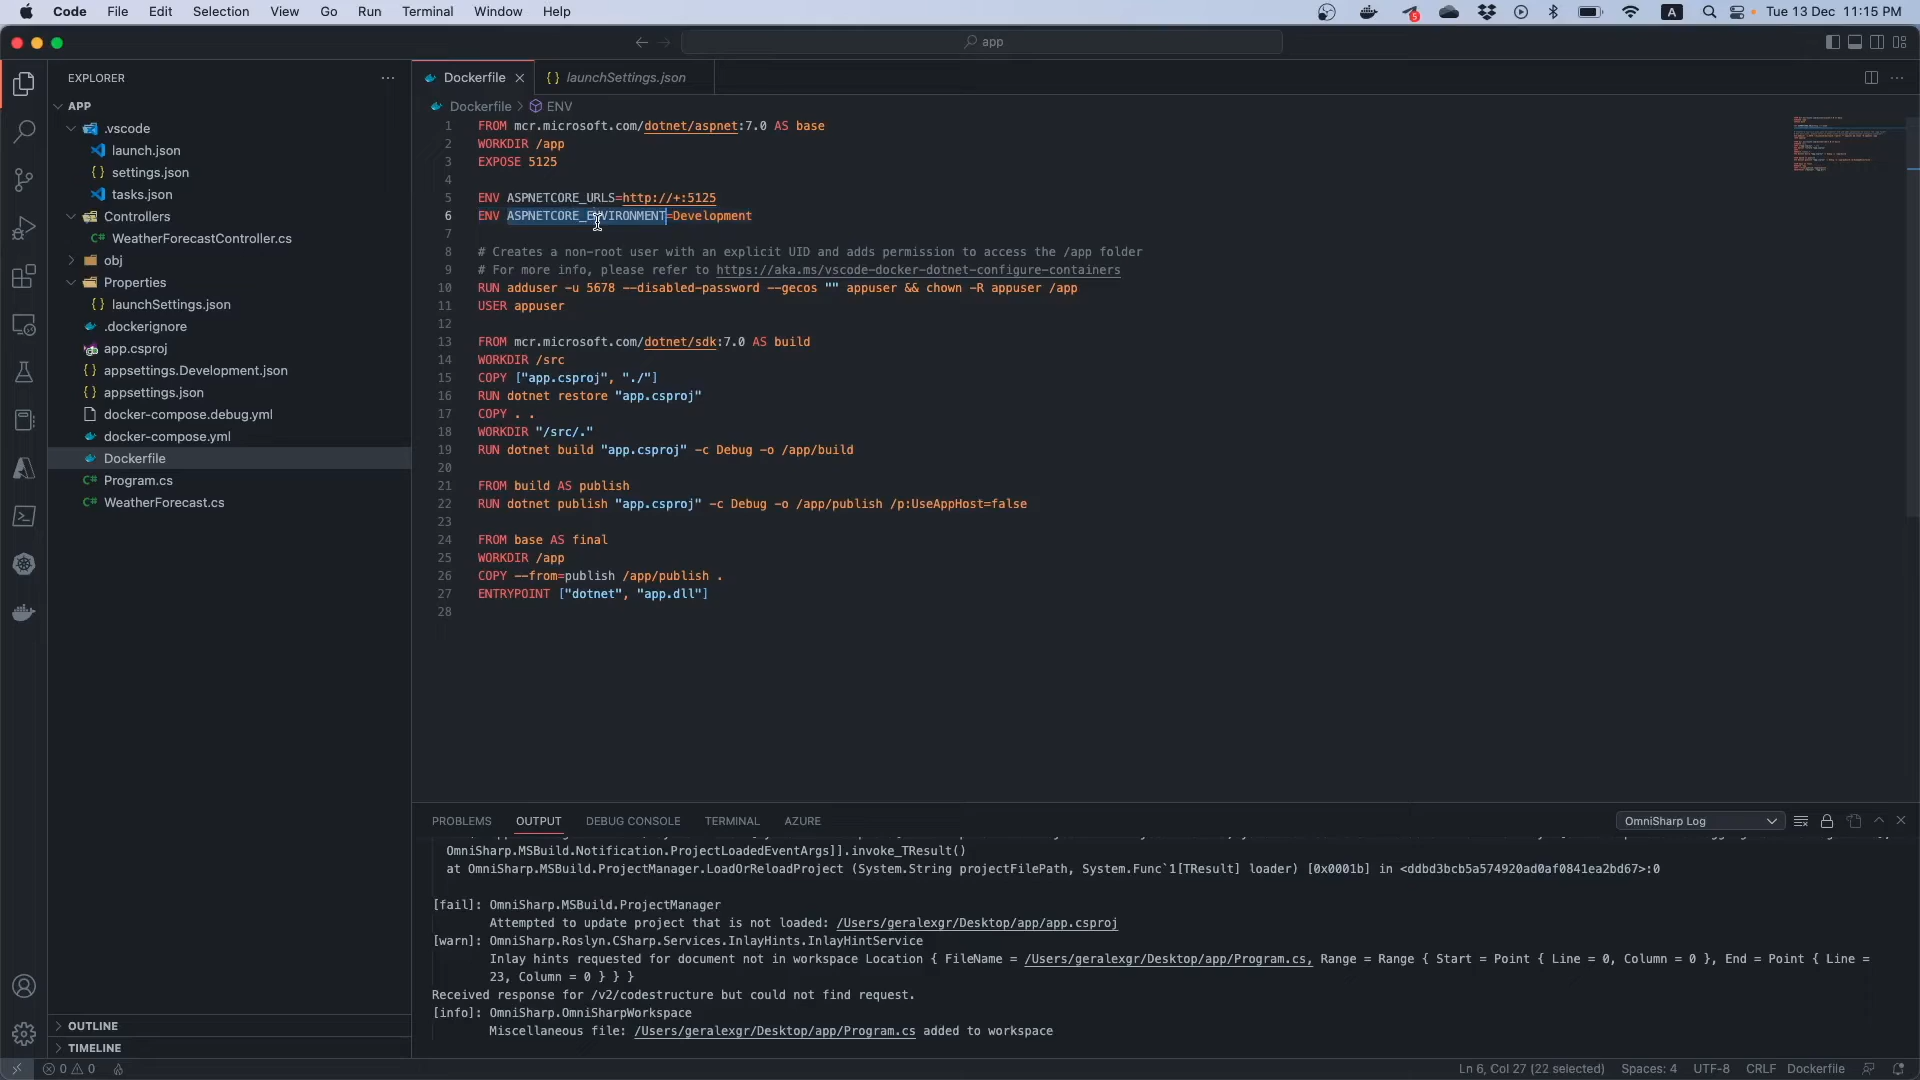 Code File Edit Selection View Go Run Terminal Window Help
5
A
Tue 13 Dec 11:15 PM
app
EXPLORER
APP
.vscode
launch.json
settings.json
tasks.json
Controllers
C# WeatherForecastController.cs
obj
Properties
{ } launchSettings.json
.dockerignore
app.csproj
{ } appsettings.Development.json
{ } appsettings.json
docker-compose.debug.yml
docker-compose.yml
Dockerfile
C# Program.cs
C# WeatherForecast.cs
OUTLINE
TIMELINE
Dockerfile
{ } launchSettings.json
Dockerfile > ENV
1 FROM mcr.microsoft.com/dotnet/aspnet:7.0 AS base
2 WORKDIR /app
3 EXPOSE 5125
4
5 ENV ASPNETCORE_URLS=http://+:5125
6 ENV ASPNETCORE_ENVIRONMENT=Development
7
8 # Creates a non-root user with an explicit UID and adds permission to access the /app folder
9 # For more info, please refer to https://aka.ms/vscode-docker-dotnet-configure-containers
10 RUN adduser -u 5678 --disabled-password --gecos "" appuser && chown -R appuser /app
11 USER appuser
12
13 FROM mcr.microsoft.com/dotnet/sdk:7.0 AS build
14 WORKDIR /src
15 COPY ["app.csproj", "./"]
16 RUN dotnet restore "app.csproj"
17 COPY . .
18 WORKDIR "/src/."
19 RUN dotnet build "app.csproj" -c Debug -o /app/build
20
21 FROM build AS publish
22 RUN dotnet publish "app.csproj" -c Debug -o /app/publish /p:UseAppHost=false
23
24 FROM base AS final
25 WORKDIR /app
26 COPY --from=publish /app/publish .
27 ENTRYPOINT ["dotnet", "app.dll"]
28
PROBLEMS OUTPUT DEBUG CONSOLE TERMINAL AZURE
OmniSharp Log
OmniSharp.MSBuild.Notification.ProjectLoadedEventArgs]].invoke_TResult()
at OmniSharp.MSBuild.ProjectManager.LoadOrReloadProject (System.String projectFilePath, System.Func`1[TResult] loader) [0x0001b] in <ddbd3bcb5a574920ad0af0841ea2bd67>:0
[fail]: OmniSharp.MSBuild.ProjectManager
Attempted to update project that is not loaded: /Users/geralexgr/Desktop/app/app.csproj
[warn]: OmniSharp.Roslyn.CSharp.Services.InlayHints.InlayHintService
Inlay hints requested for document not in workspace Location { FileName = /Users/geralexgr/Desktop/app/Program.cs, Range = Range { Start = Point { Line = 0, Column = 0 }, End = Point { Line =
23, Column = 0 } } }
Received response for /v2/codestructure but could not find request.
[info]: OmniSharp.OmniSharpWorkspace
Miscellaneous file: /Users/geralexgr/Desktop/app/Program.cs added to workspace
0 0
Ln 6, Col 27 (22 selected) Spaces: 4 UTF-8 CRLF Dockerfile